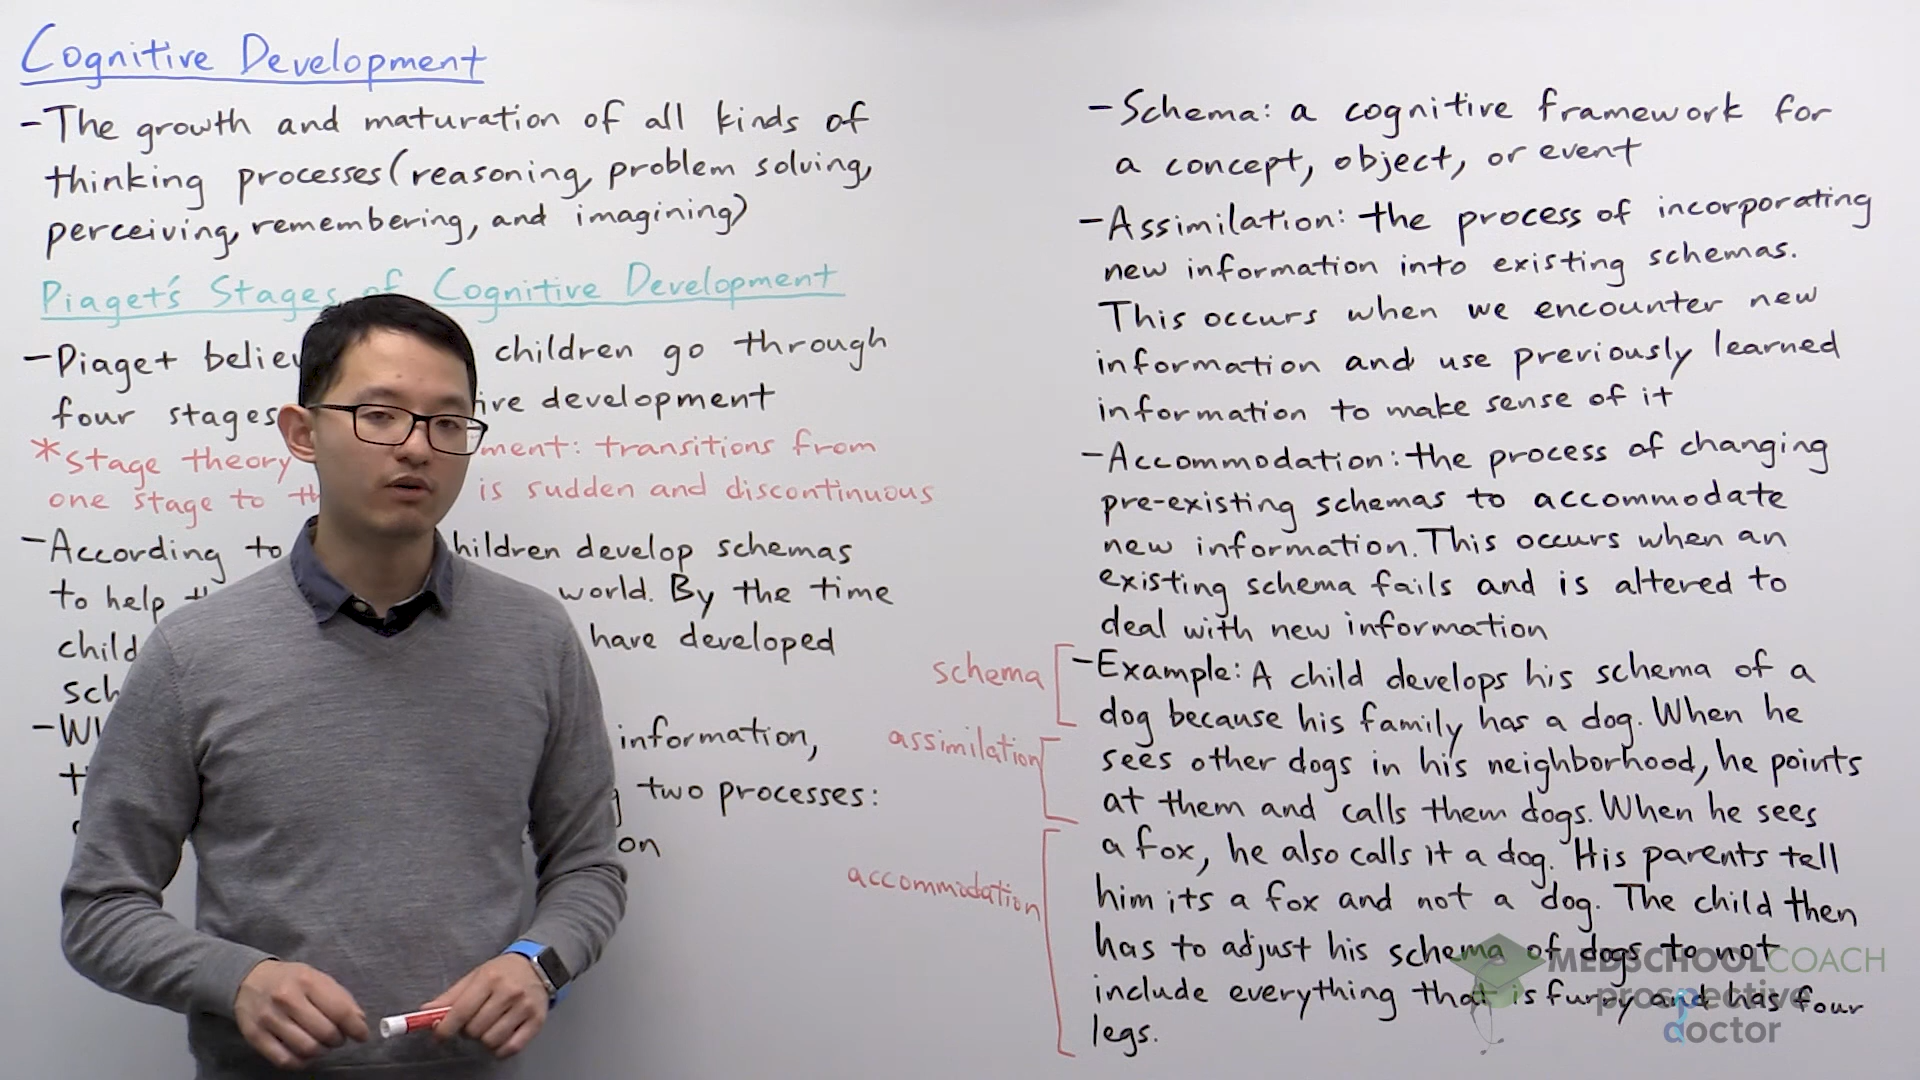 Cognitive Development
-The growth and maturation of all kinds of
thinking processes (reasoning, problem solving,
perceiving, remembering, and imagining)
Piaget's Stages of Cognitive Development
-Piaget children go through
four stages development
*Stage theory transitions from
one stage to is sudden and discontinuous
-According to children develop schemas
to help world. By the time
have developed
information,
two processes:
-Schema: a cognitive framework for
a concept, object, or event
-Assimilation: the process of incorporating
new information into existing schemas.
This occurs when we encounter new
information and use previously learned
information to make sense of it
-Accommodation: the process of changing
pre-existing schemas to accommodate
new information. This occurs when an
existing schema fails and is altered to
deal with new information
schema
-Example: A child develops his schema of a
dog because his family has a dog. When he
assimilation
sees other dogs in his neighborhood, he points
at them and calls them dogs. When he sees
a fox, he also calls it a dog. His parents tell
accommodation
him its a fox and not a dog. The child then
has to adjust his schema of dogs to not
include everything that is furry and has four
legs.
MEDSCHOOLCOACH
prospective
doctor